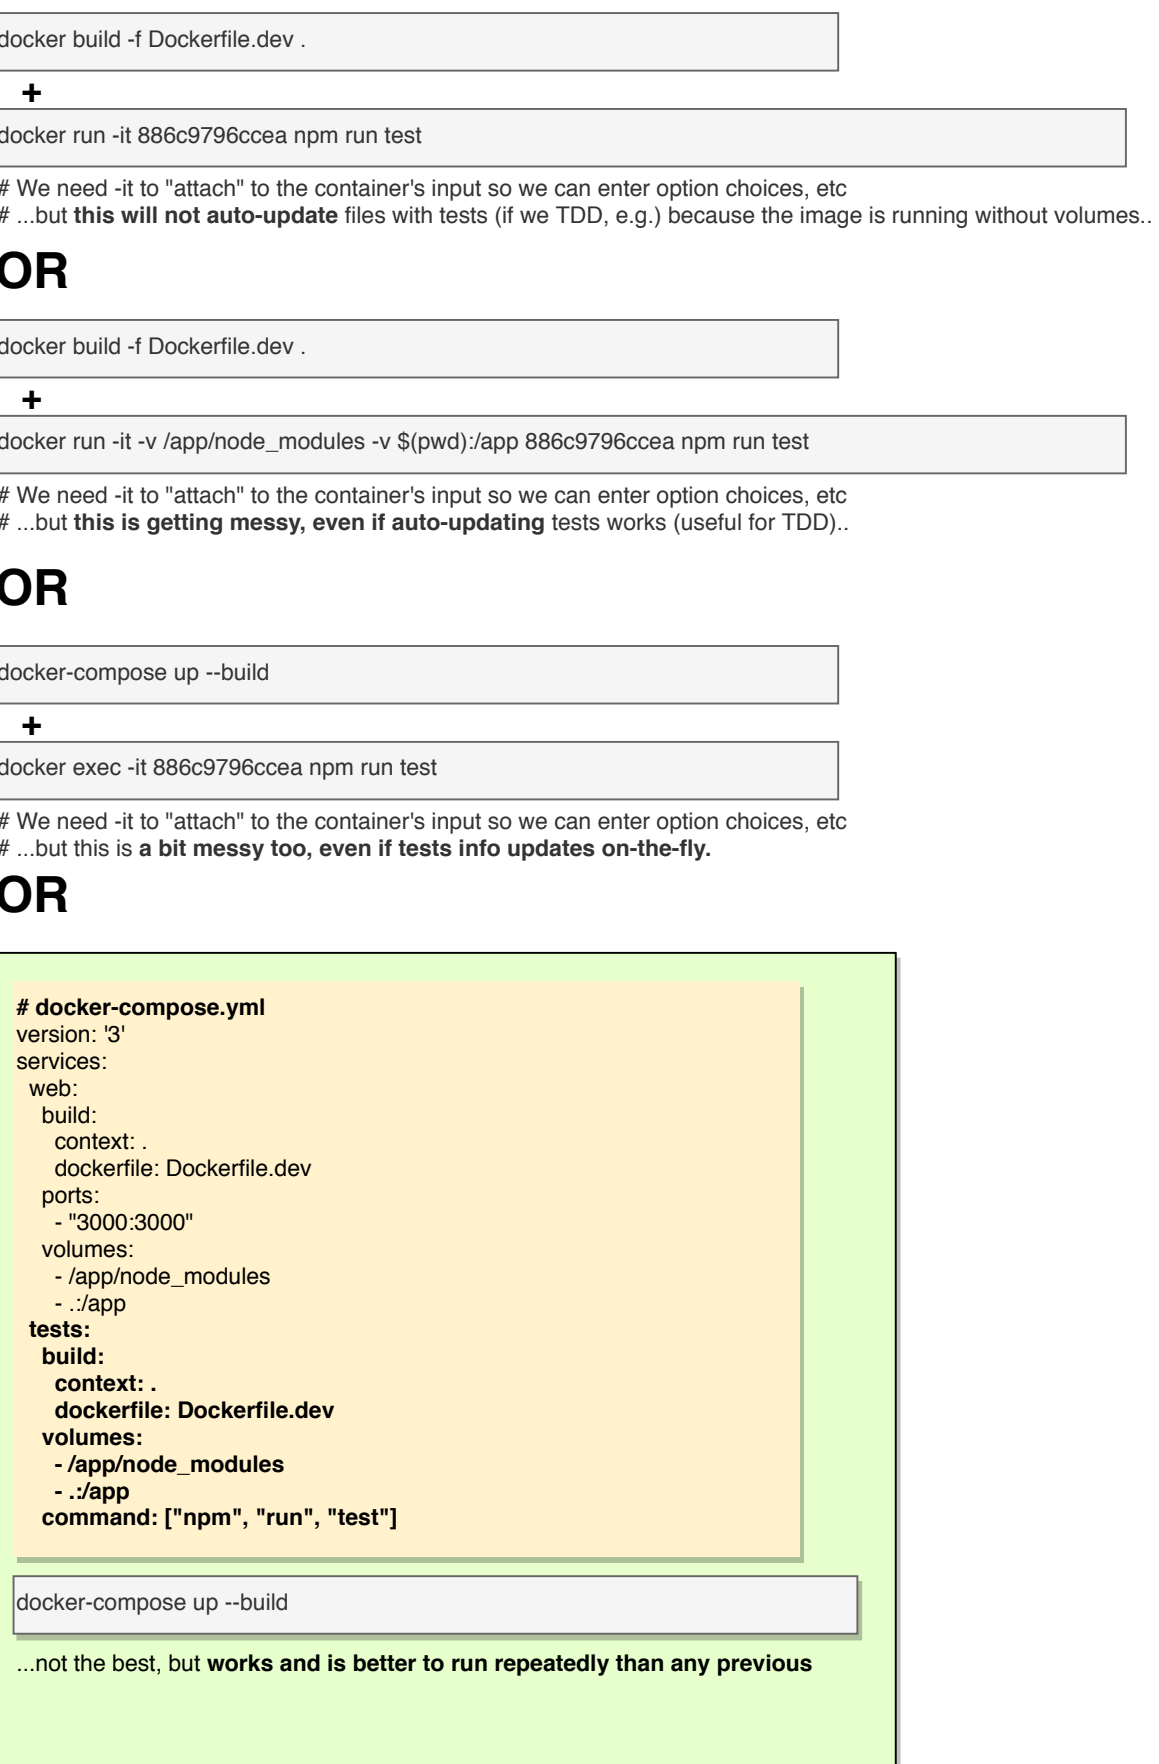 docker build -f Dockerfile.dev .
+
docker run -it 886c9796ccea npm run test
# We need -it to "attach" to the container's input so we can enter option choices, etc
# ...but this will not auto-update files with tests (if we TDD, e.g.) because the image is running without volumes..
OR
docker build -f Dockerfile.dev .
+
docker run -it -v /app/node_modules -v $(pwd):/app 886c9796ccea npm run test
# We need -it to "attach" to the container's input so we can enter option choices, etc
# ...but this is getting messy, even if auto-updating tests works (useful for TDD)..
OR
docker-compose up --build
+
docker exec -it 886c9796ccea npm run test
# We need -it to "attach" to the container's input so we can enter option choices, etc
# ...but this is a bit messy too, even if tests info updates on-the-fly.
OR
# docker-compose.yml
version: '3'
services:
  web:
    build:
      context: .
      dockerfile: Dockerfile.dev
    ports:
      - "3000:3000"
    volumes:
      - /app/node_modules
      - .:/app
  tests:
    build:
      context: .
      dockerfile: Dockerfile.dev
    volumes:
      - /app/node_modules
      - .:/app
    command: ["npm", "run", "test"]
docker-compose up --build
...not the best, but works and is better to run repeatedly than any previous